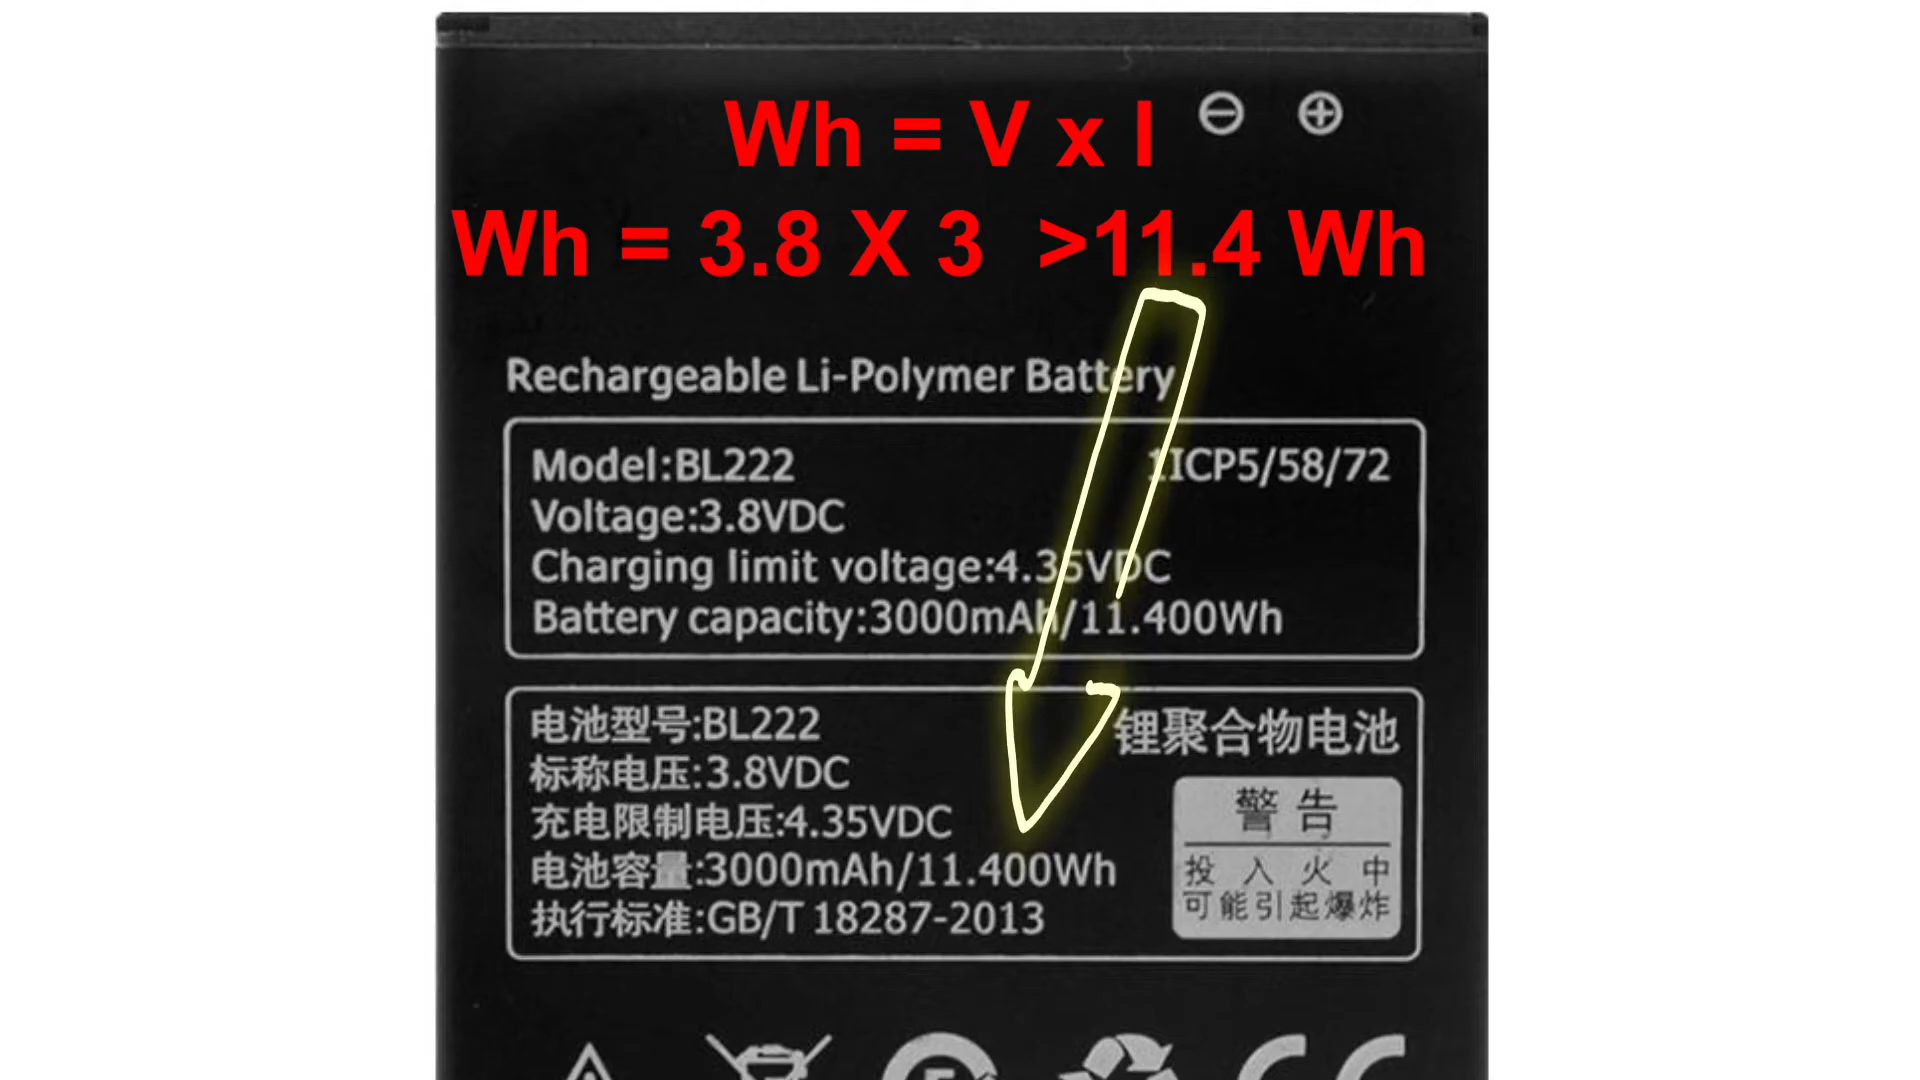 Wh = V x I
Wh = 3.8 X 3 >11.4 Wh
Rechargeable Li-Polymer Battery
Model:BL222 1ICP5/58/72
Voltage:3.8VDC
Charging limit voltage:4.35VDC
Battery capacity:3000mAh/11.400Wh
电池型号:BL222 锂聚合物电池
标称电压:3.8VDC
充电限制电压:4.35VDC
电池容量:3000mAh/11.400Wh
执行标准:GB/T 18287-2013
警告
投入火中
可能引起爆炸